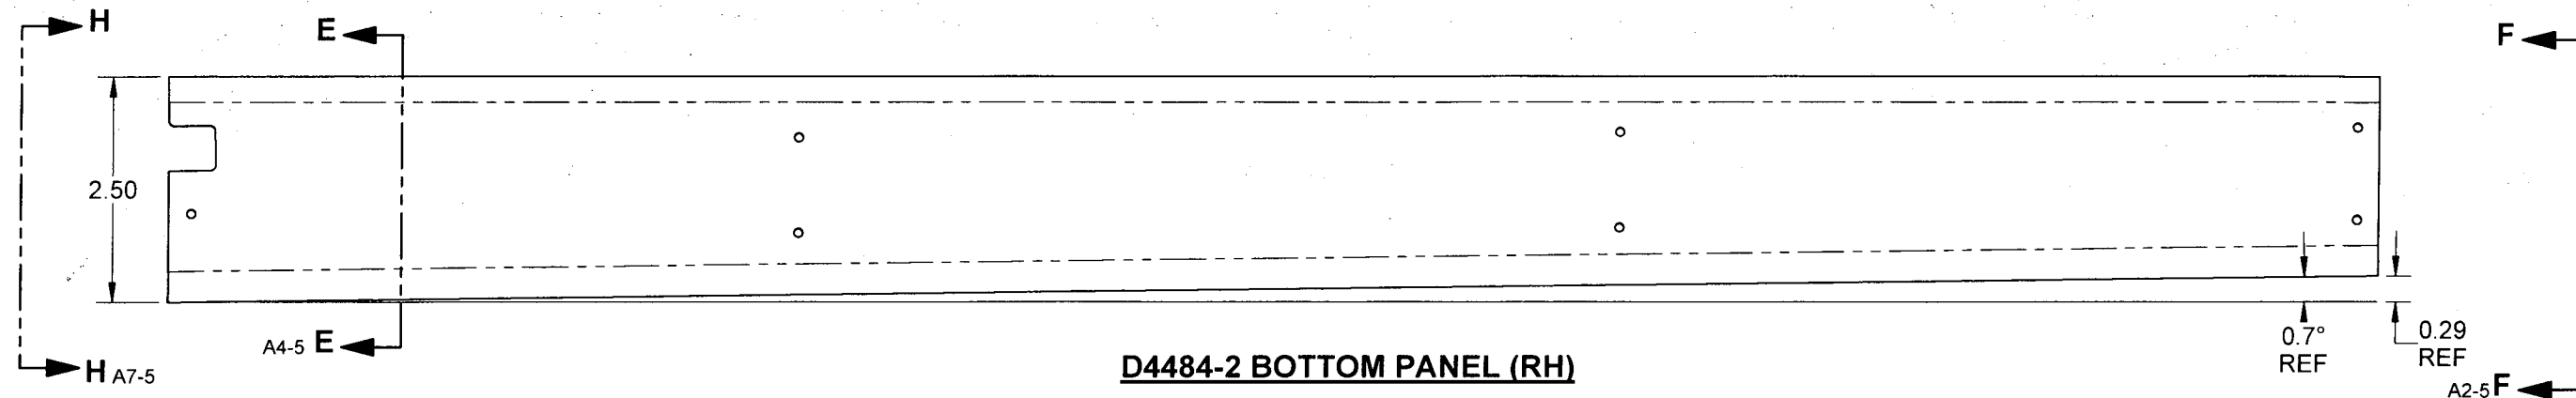 H
E
F
2.50
A4-5 E
H A7-5
D4484-2 BOTTOM PANEL (RH)
0.7°
REF
0.29
REF
A2-5 F